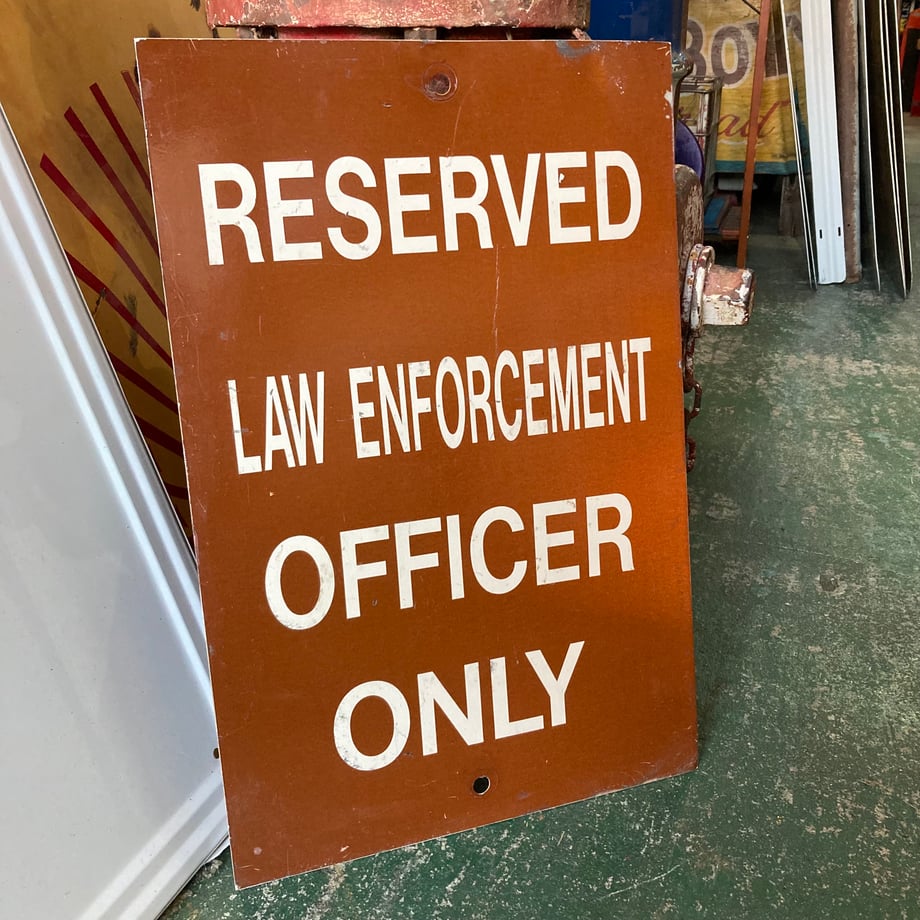 RESERVED
LAW ENFORCEMENT
OFFICER
ONLY